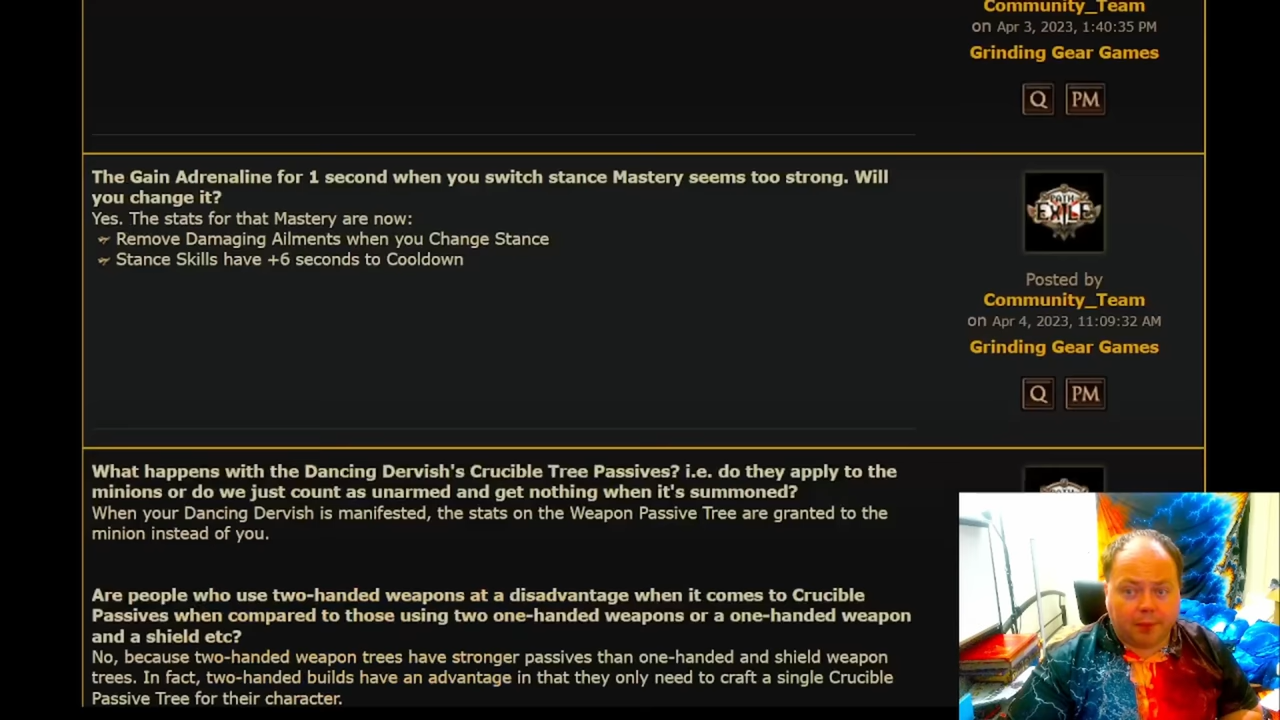 Community_Team
on Apr 3, 2023, 1:40:35 PM
Grinding Gear Games
Q PM
The Gain Adrenaline for 1 second when you switch stance Mastery seems too strong. Will
you change it?
Yes. The stats for that Mastery are now:
Remove Damaging Ailments when you Change Stance
Stance Skills have +6 seconds to Cooldown
PATH
EXILE
Posted by
Community_Team
on Apr 4, 2023, 11:09:32 AM
Grinding Gear Games
Q PM
What happens with the Dancing Dervish's Crucible Tree Passives? i.e. do they apply to the
minions or do we just count as unarmed and get nothing when it's summoned?
When your Dancing Dervish is manifested, the stats on the Weapon Passive Tree are granted to the
minion instead of you.
Are people who use two-handed weapons at a disadvantage when it comes to Crucible
Passives when compared to those using two one-handed weapons or a one-handed weapon
and a shield etc?
No, because two-handed weapon trees have stronger passives than one-handed and shield weapon
trees. In fact, two-handed builds have an advantage in that they only need to craft a single Crucible
Passive Tree for their character.